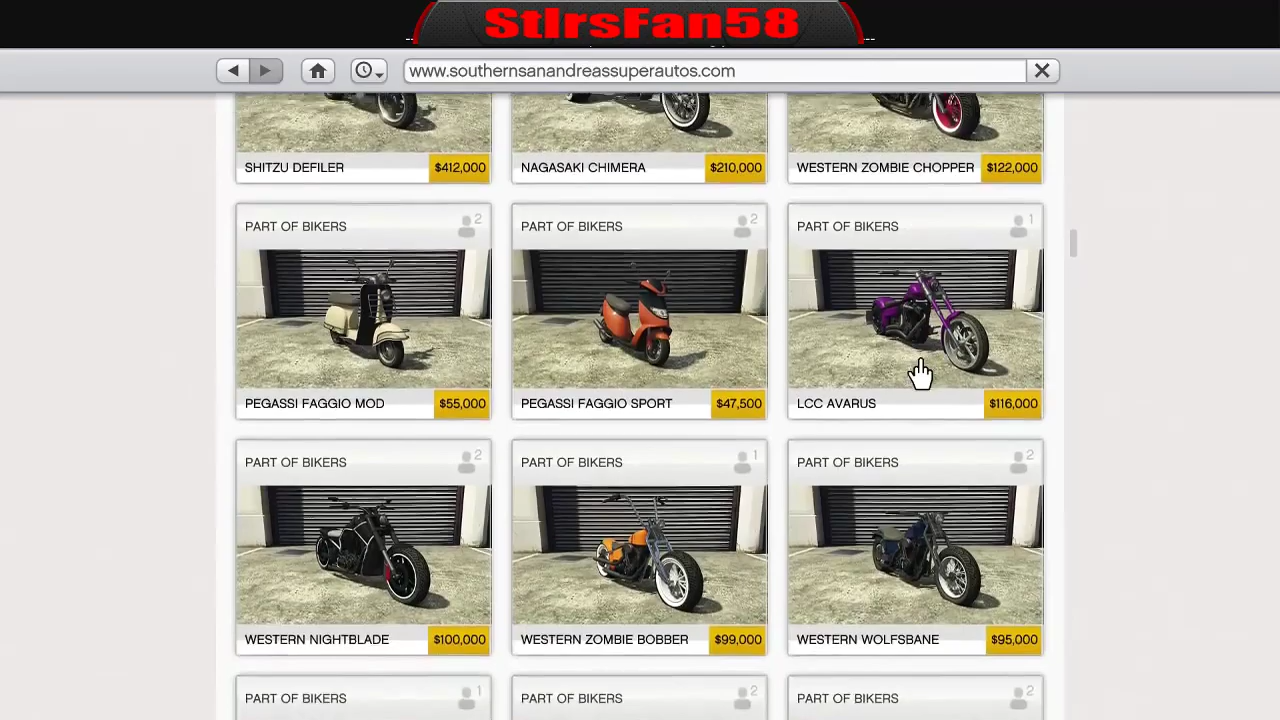 StlrsFan58
www.southernsanandreassuperautos.com
SHITZU DEFILER $412,000
NAGASAKI CHIMERA $210,000
WESTERN ZOMBIE CHOPPER $122,000
PART OF BIKERS 2
PART OF BIKERS 2
PART OF BIKERS 1
PEGASSI FAGGIO MOD $55,000
PEGASSI FAGGIO SPORT $47,500
LCC AVARUS $116,000
PART OF BIKERS 2
PART OF BIKERS 1
PART OF BIKERS 2
WESTERN NIGHTBLADE $100,000
WESTERN ZOMBIE BOBBER $99,000
WESTERN WOLFSBANE $95,000
PART OF BIKERS 1
PART OF BIKERS 2
PART OF BIKERS 2